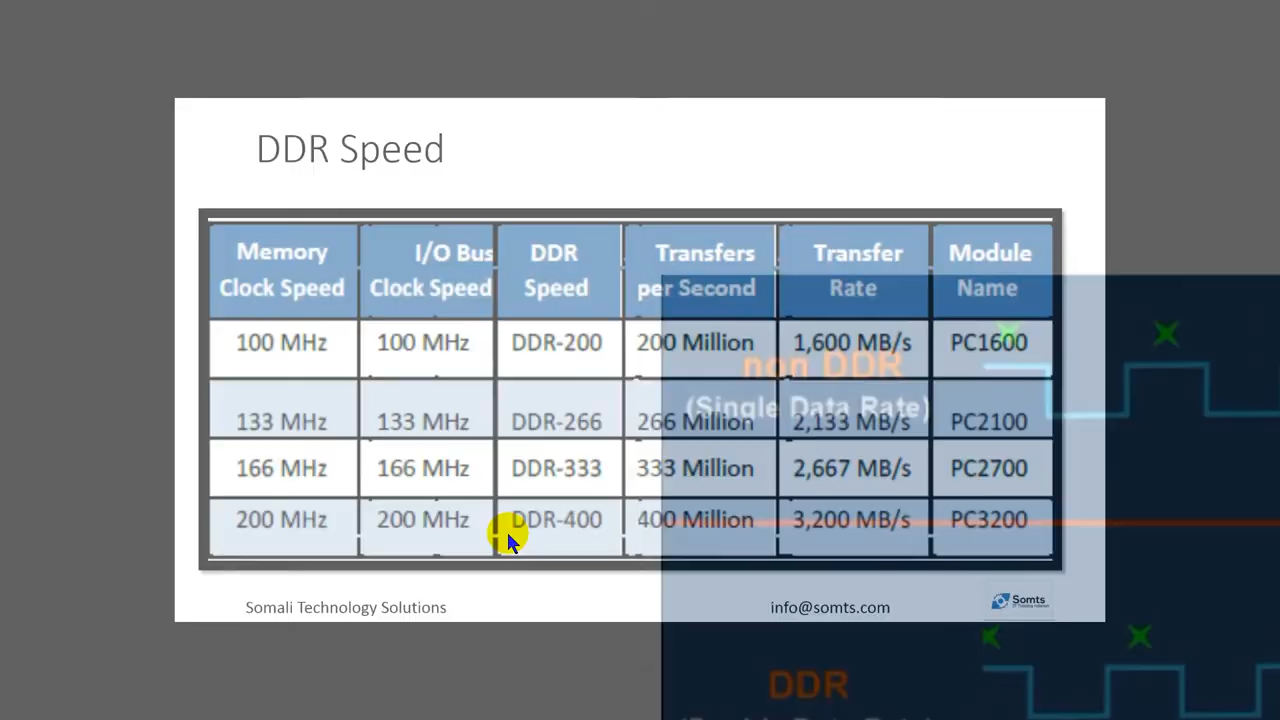 DDR Speed
Memory Clock Speed I/O Bus Clock Speed DDR Speed Transfers per Second Transfer Rate Module Name
100 MHz 100 MHz DDR-200 200 Million 1,600 MB/s PC1600
non DDR
(Single Data Rate)
133 MHz 133 MHz DDR-266 266 Million 2,133 MB/s PC2100
166 MHz 166 MHz DDR-333 333 Million 2,667 MB/s PC2700
200 MHz 200 MHz DDR-400 400 Million 3,200 MB/s PC3200
Somali Technology Solutions info@somts.com Somts
DDR